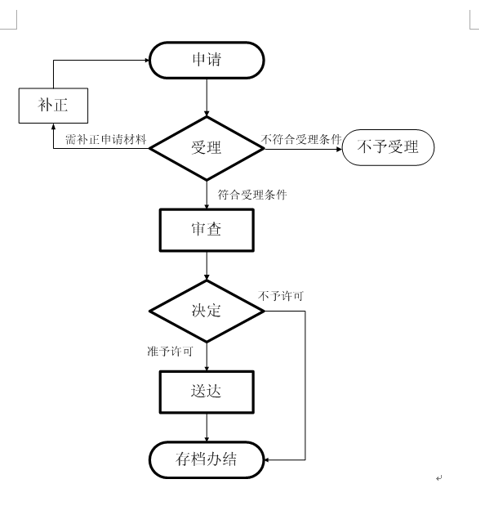 申请
补正
需补正申请材料
受理
不符合受理条件
不予受理
符合受理条件
审查
不予许可
决定
准予许可
送达
存档办结